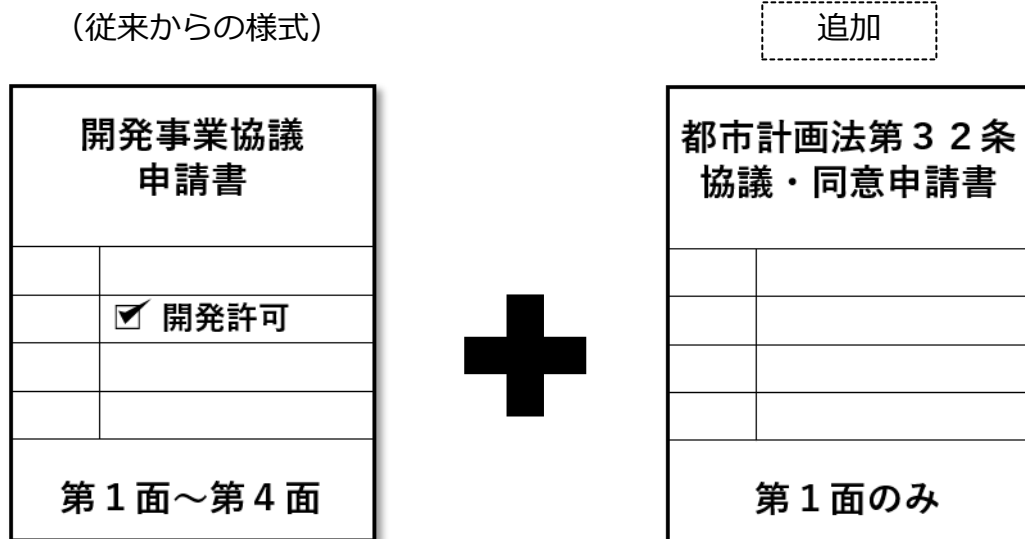 （従来からの様式）
追加
開発事業協議
申請書
☑ 開発許可
第１面～第４面
都市計画法第３２条
協議・同意申請書
第１面のみ